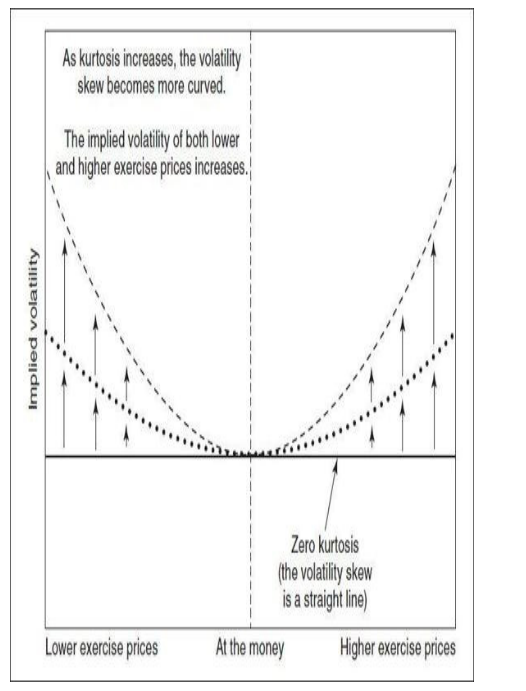 As kurtosis increases, the volatility
skew becomes more curved.
The implied volatility of both lower
and higher exercise prices increases.
Implied volatility
Zero kurtosis
(the volatility skew
is a straight line)
Lower exercise prices
At the money
Higher exercise prices